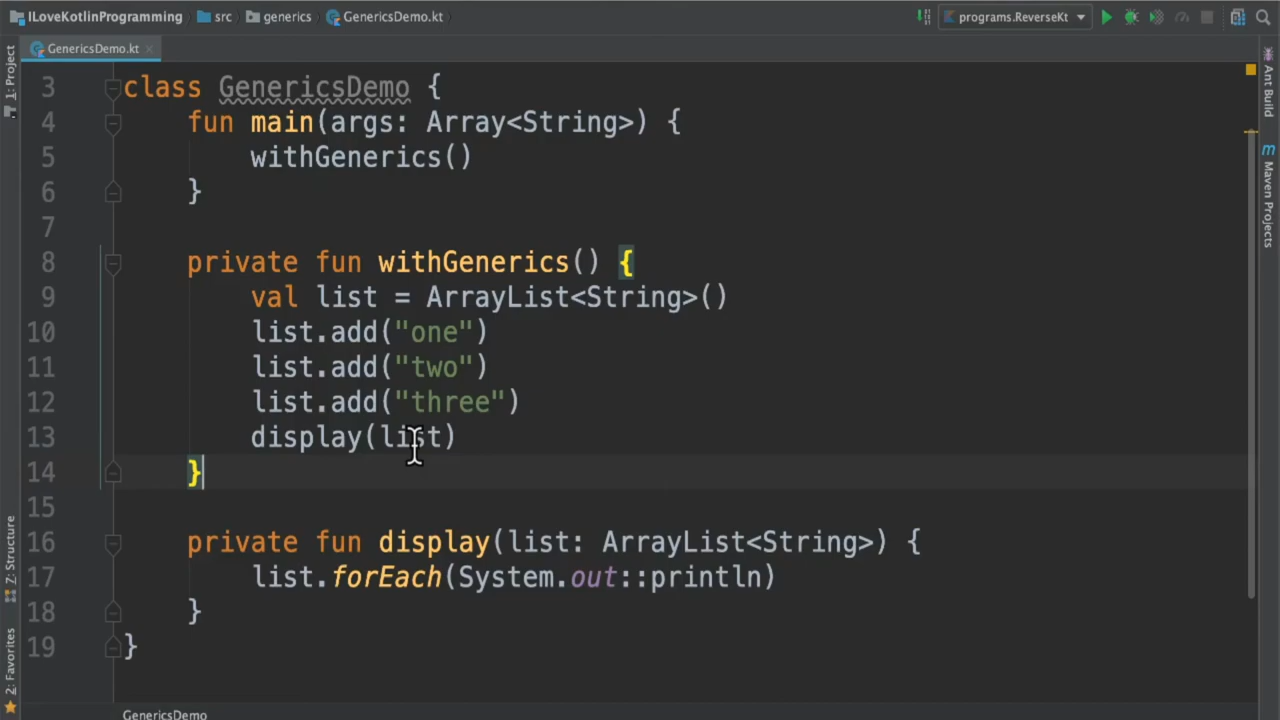 ILoveKotlinProgramming src generics GenericsDemo.kt programs.ReverseKt
GenericsDemo.kt
1: Project
Z: Structure
2: Favorites
Ant Build
Maven Projects
3 class GenericsDemo {
4 fun main(args: Array<String>) {
5 withGenerics()
6 }
7
8 private fun withGenerics() {
9 val list = ArrayList<String>()
10 list.add("one")
11 list.add("two")
12 list.add("three")
13 display(list)
14 }
15
16 private fun display(list: ArrayList<String>) {
17 list.forEach(System.out::println)
18 }
19 }
GenericsDemo